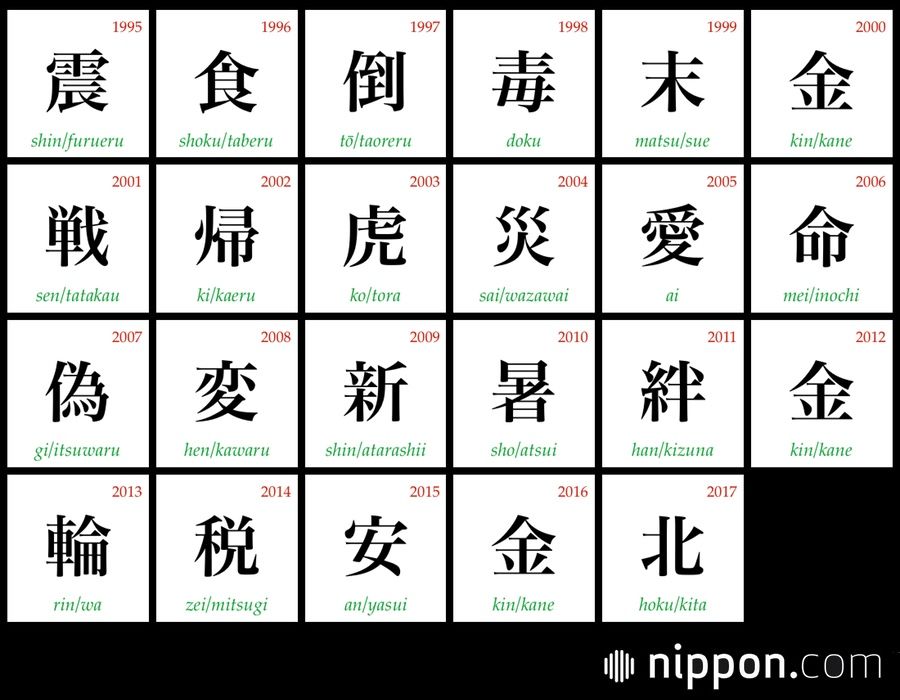 1995
震
shin/furueru
1996
食
shoku/taberu
1997
倒
tō/taoreru
1998
毒
doku
1999
末
matsu/sue
2000
金
kin/kane
2001
戦
sen/tatakau
2002
帰
ki/kaeru
2003
虎
ko/tora
2004
災
sai/wazawai
2005
愛
ai
2006
命
mei/inochi
2007
偽
gi/itsuwaru
2008
変
hen/kawaru
2009
新
shin/atarashii
2010
暑
sho/atsui
2011
絆
han/kizuna
2012
金
kin/kane
2013
輪
rin/wa
2014
税
zei/mitsugi
2015
安
an/yasui
2016
金
kin/kane
2017
北
hoku/kita
nippon.com